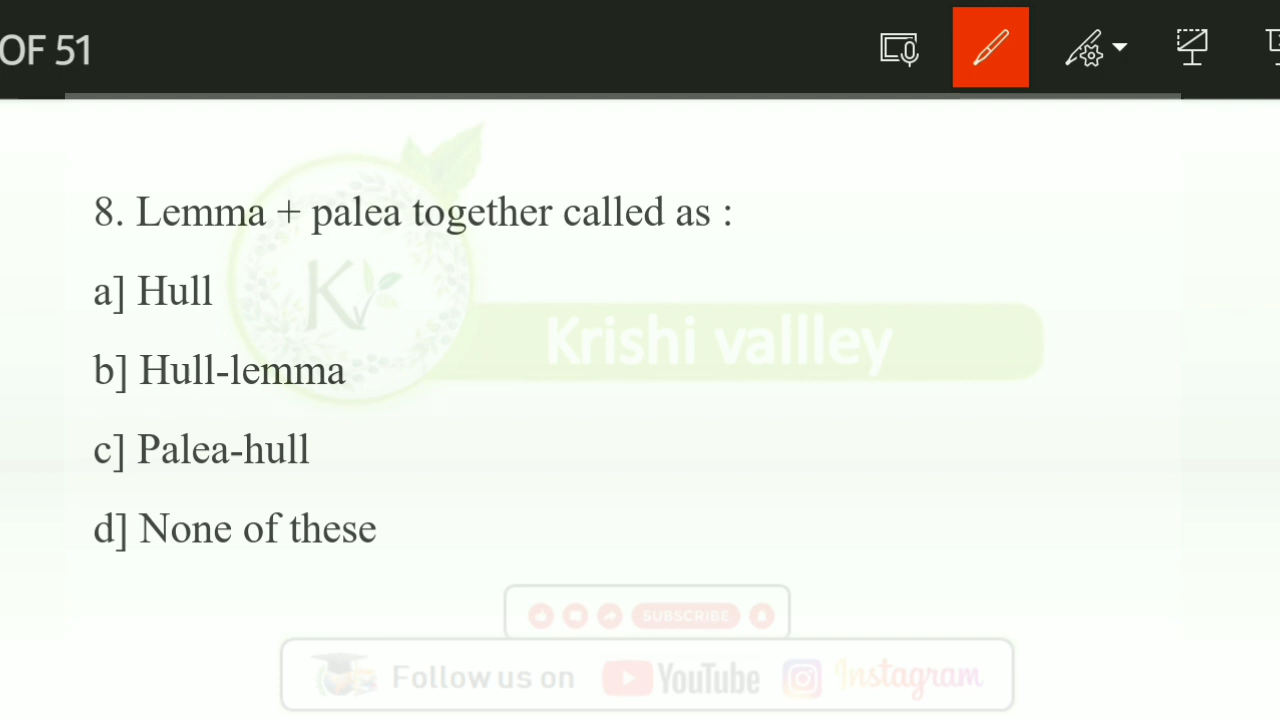 OF 51
8. Lemma + palea together called as :
a] Hull
K
Krishi vallley
b] Hull-lemma
c] Palea-hull
d] None of these
SUBSCRIBE
Follow us on YouTube Instagram